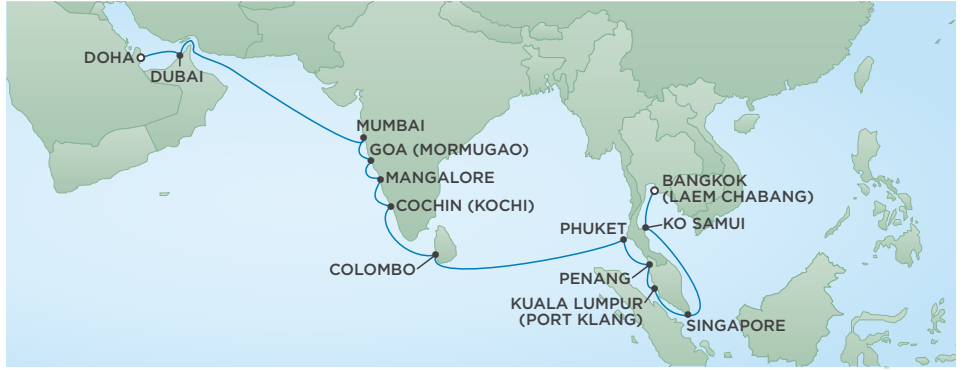 DOHA
DUBAI
MUMBAI
GOA (MORMUGAO)
MANGALORE
COCHIN (KOCHI)
COLOMBO
PHUKET
PENANG
KUALA LUMPUR
(PORT KLANG)
SINGAPORE
KO SAMUI
BANGKOK
(LAEM CHABANG)